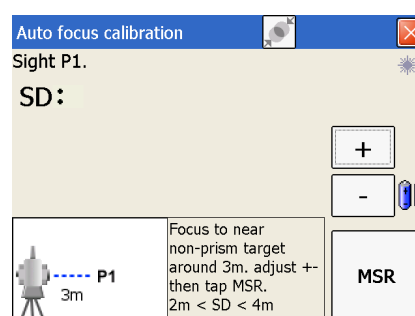 Auto focus calibration
Sight P1.
SD:
+
-
Focus to near
non-prism target
around 3m. adjust +-
then tap MSR.
2m < SD < 4m
P1
3m
MSR